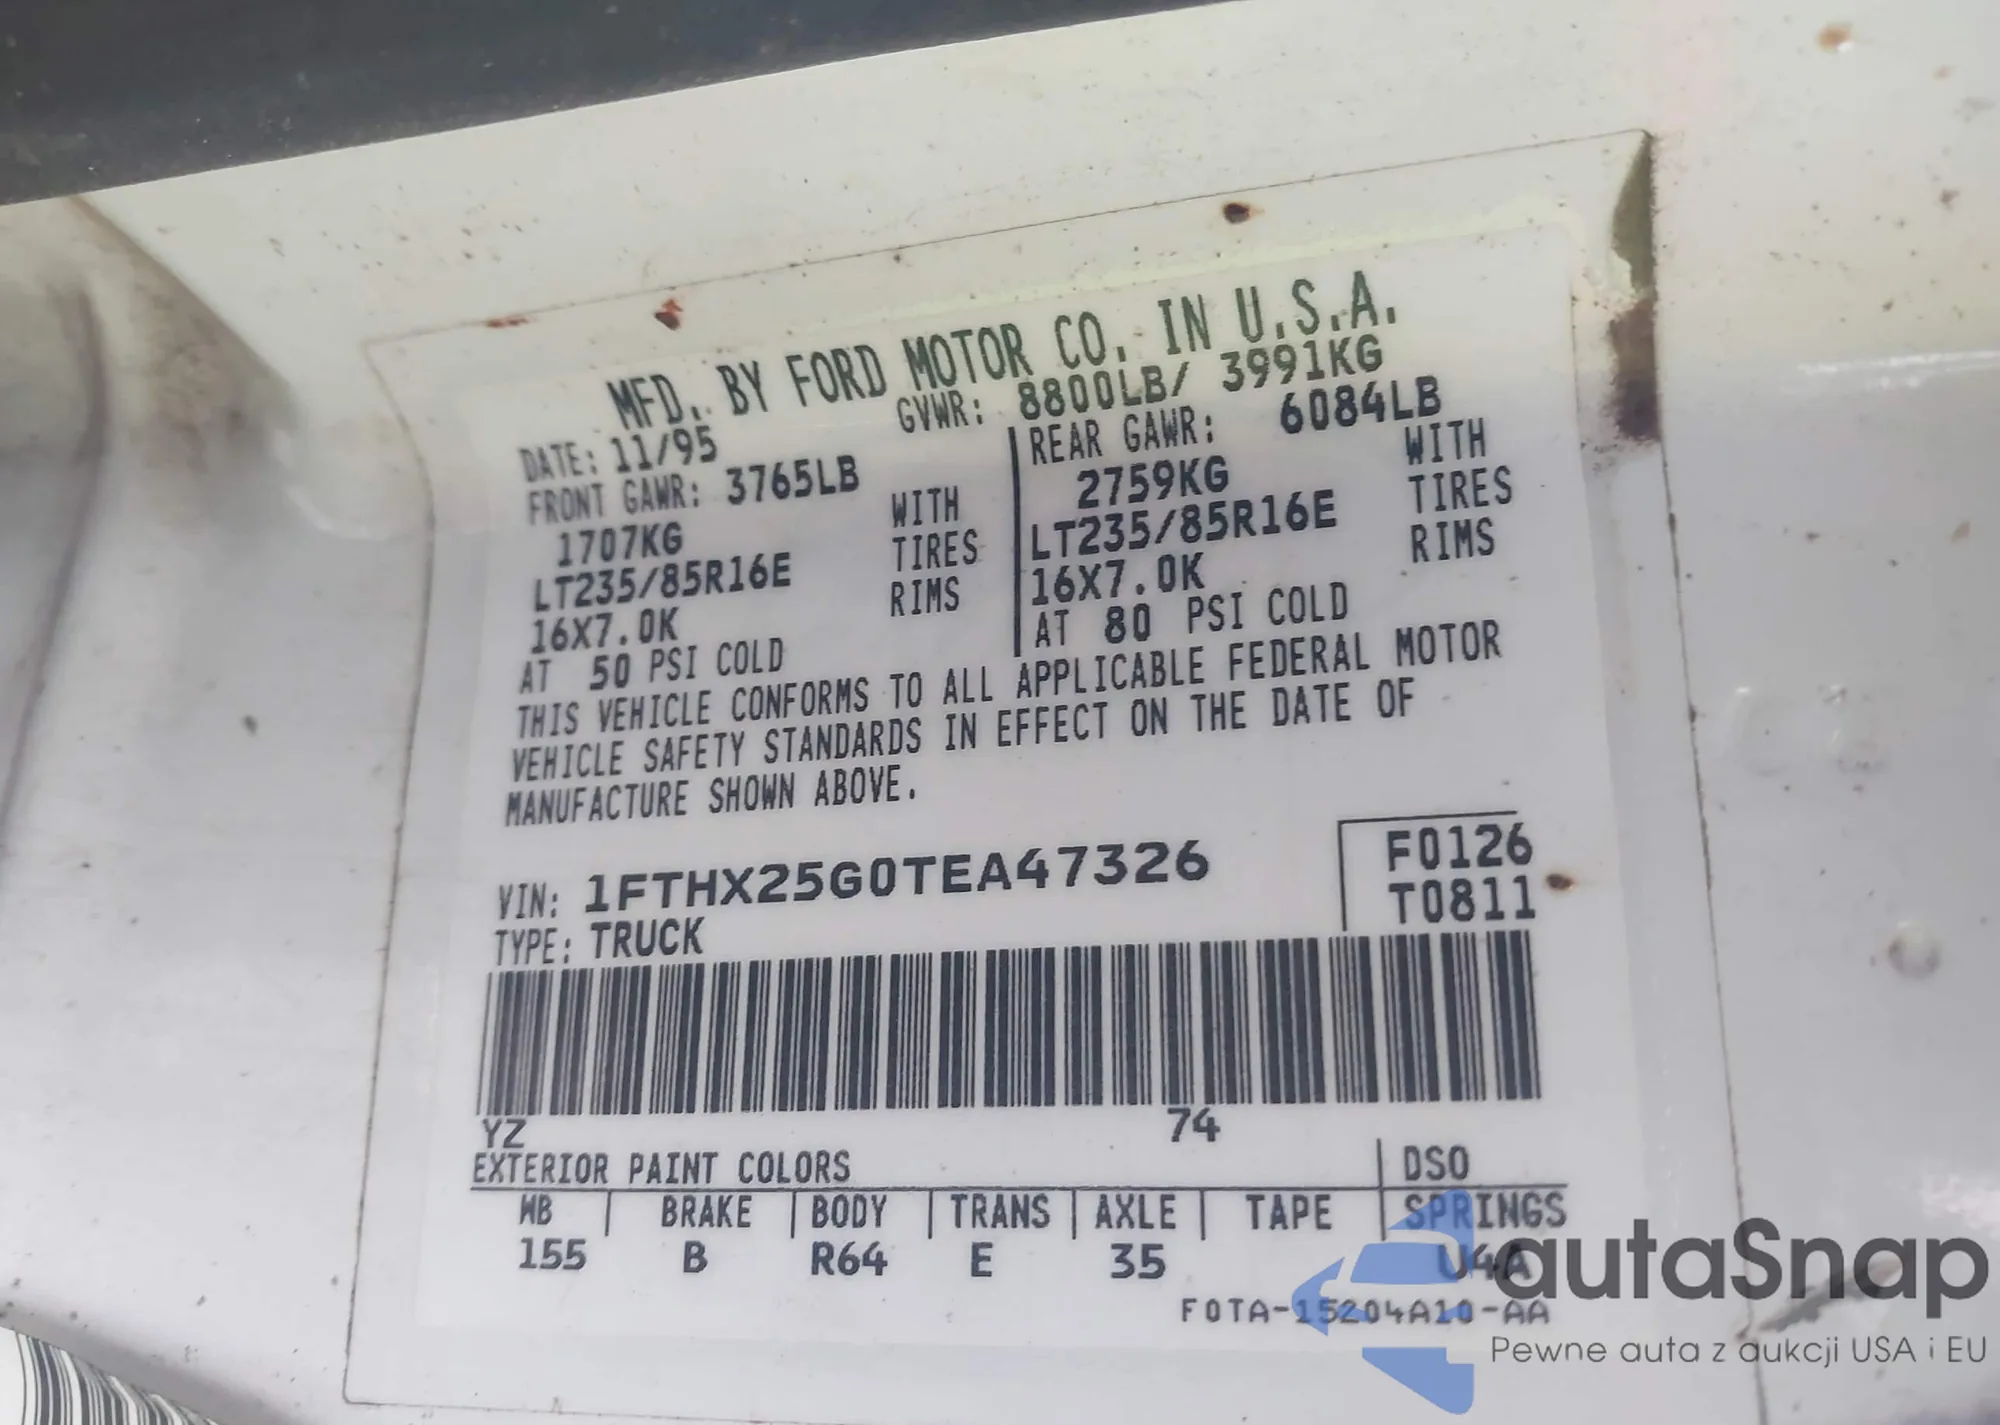 MFD. BY FORD MOTOR CO. IN U.S.A.
DATE: 11/95 GVWR: 8800LB/ 3991KG
FRONT GAWR: 3765LB
1707KG WITH
LT235/85R16E TIRES
16X7.0K RIMS
AT 50 PSI COLD
REAR GAWR: 6084LB
2759KG WITH
LT235/85R16E TIRES
16X7.0K RIMS
AT 80 PSI COLD
THIS VEHICLE CONFORMS TO ALL APPLICABLE FEDERAL MOTOR
VEHICLE SAFETY STANDARDS IN EFFECT ON THE DATE OF
MANUFACTURE SHOWN ABOVE.
VIN: 1FTHX25G0TEA47326
TYPE: TRUCK
F0126
T0811
YZ 74
EXTERIOR PAINT COLORS DSO
WB BRAKE BODY TRANS AXLE TAPE SPRINGS
155 B R64 E 35 U4A
F0TA-15204A10-AA
autaSnap
Pewne auta z aukcji USA i EU